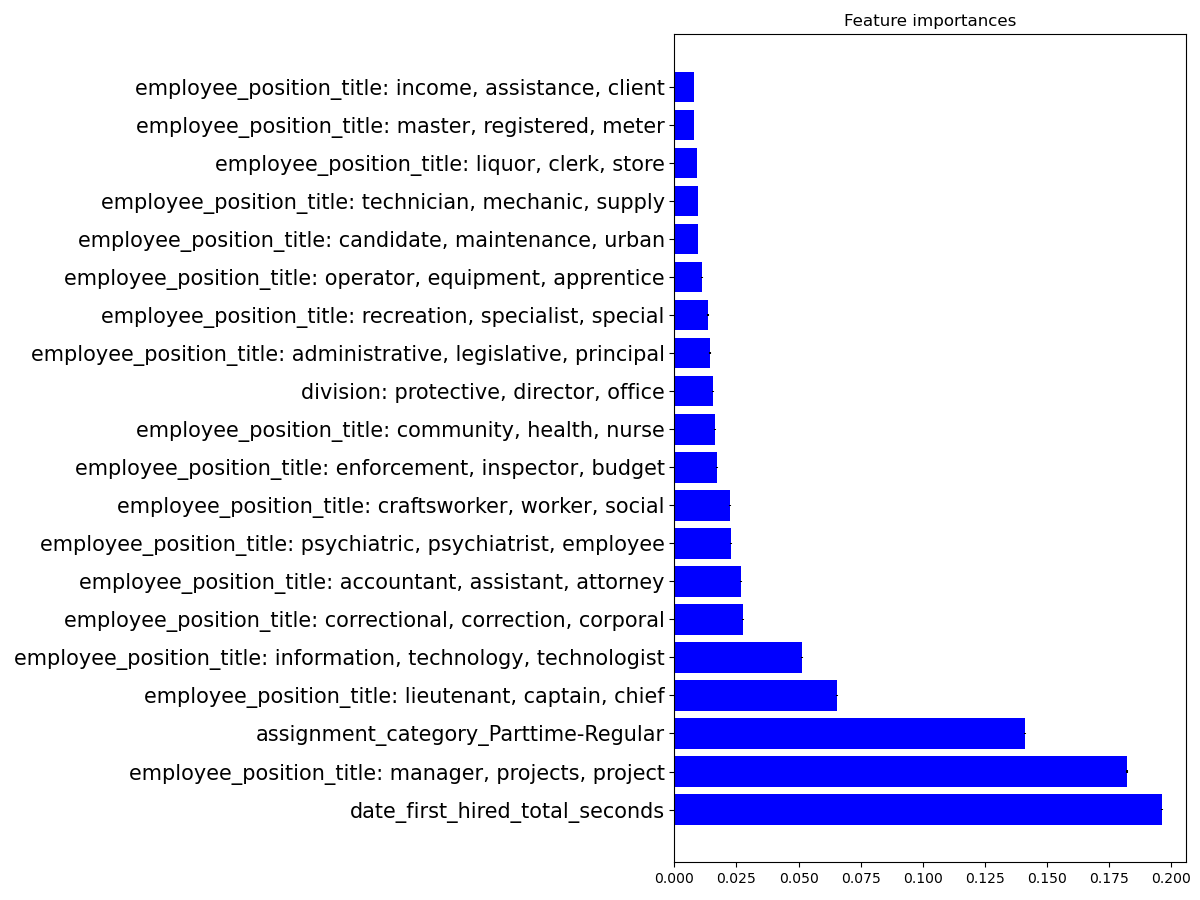 Feature importances
employee_position_title: income, assistance, client
employee_position_title: master, registered, meter
employee_position_title: liquor, clerk, store
employee_position_title: technician, mechanic, supply
employee_position_title: candidate, maintenance, urban
employee_position_title: operator, equipment, apprentice
employee_position_title: recreation, specialist, special
employee_position_title: administrative, legislative, principal
division: protective, director, office
employee_position_title: community, health, nurse
employee_position_title: enforcement, inspector, budget
employee_position_title: craftsworker, worker, social
employee_position_title: psychiatric, psychiatrist, employee
employee_position_title: accountant, assistant, attorney
employee_position_title: correctional, correction, corporal
employee_position_title: information, technology, technologist
employee_position_title: lieutenant, captain, chief
assignment_category_Parttime-Regular
employee_position_title: manager, projects, project
date_first_hired_total_seconds
0.000 0.025 0.050 0.075 0.100 0.125 0.150 0.175 0.200